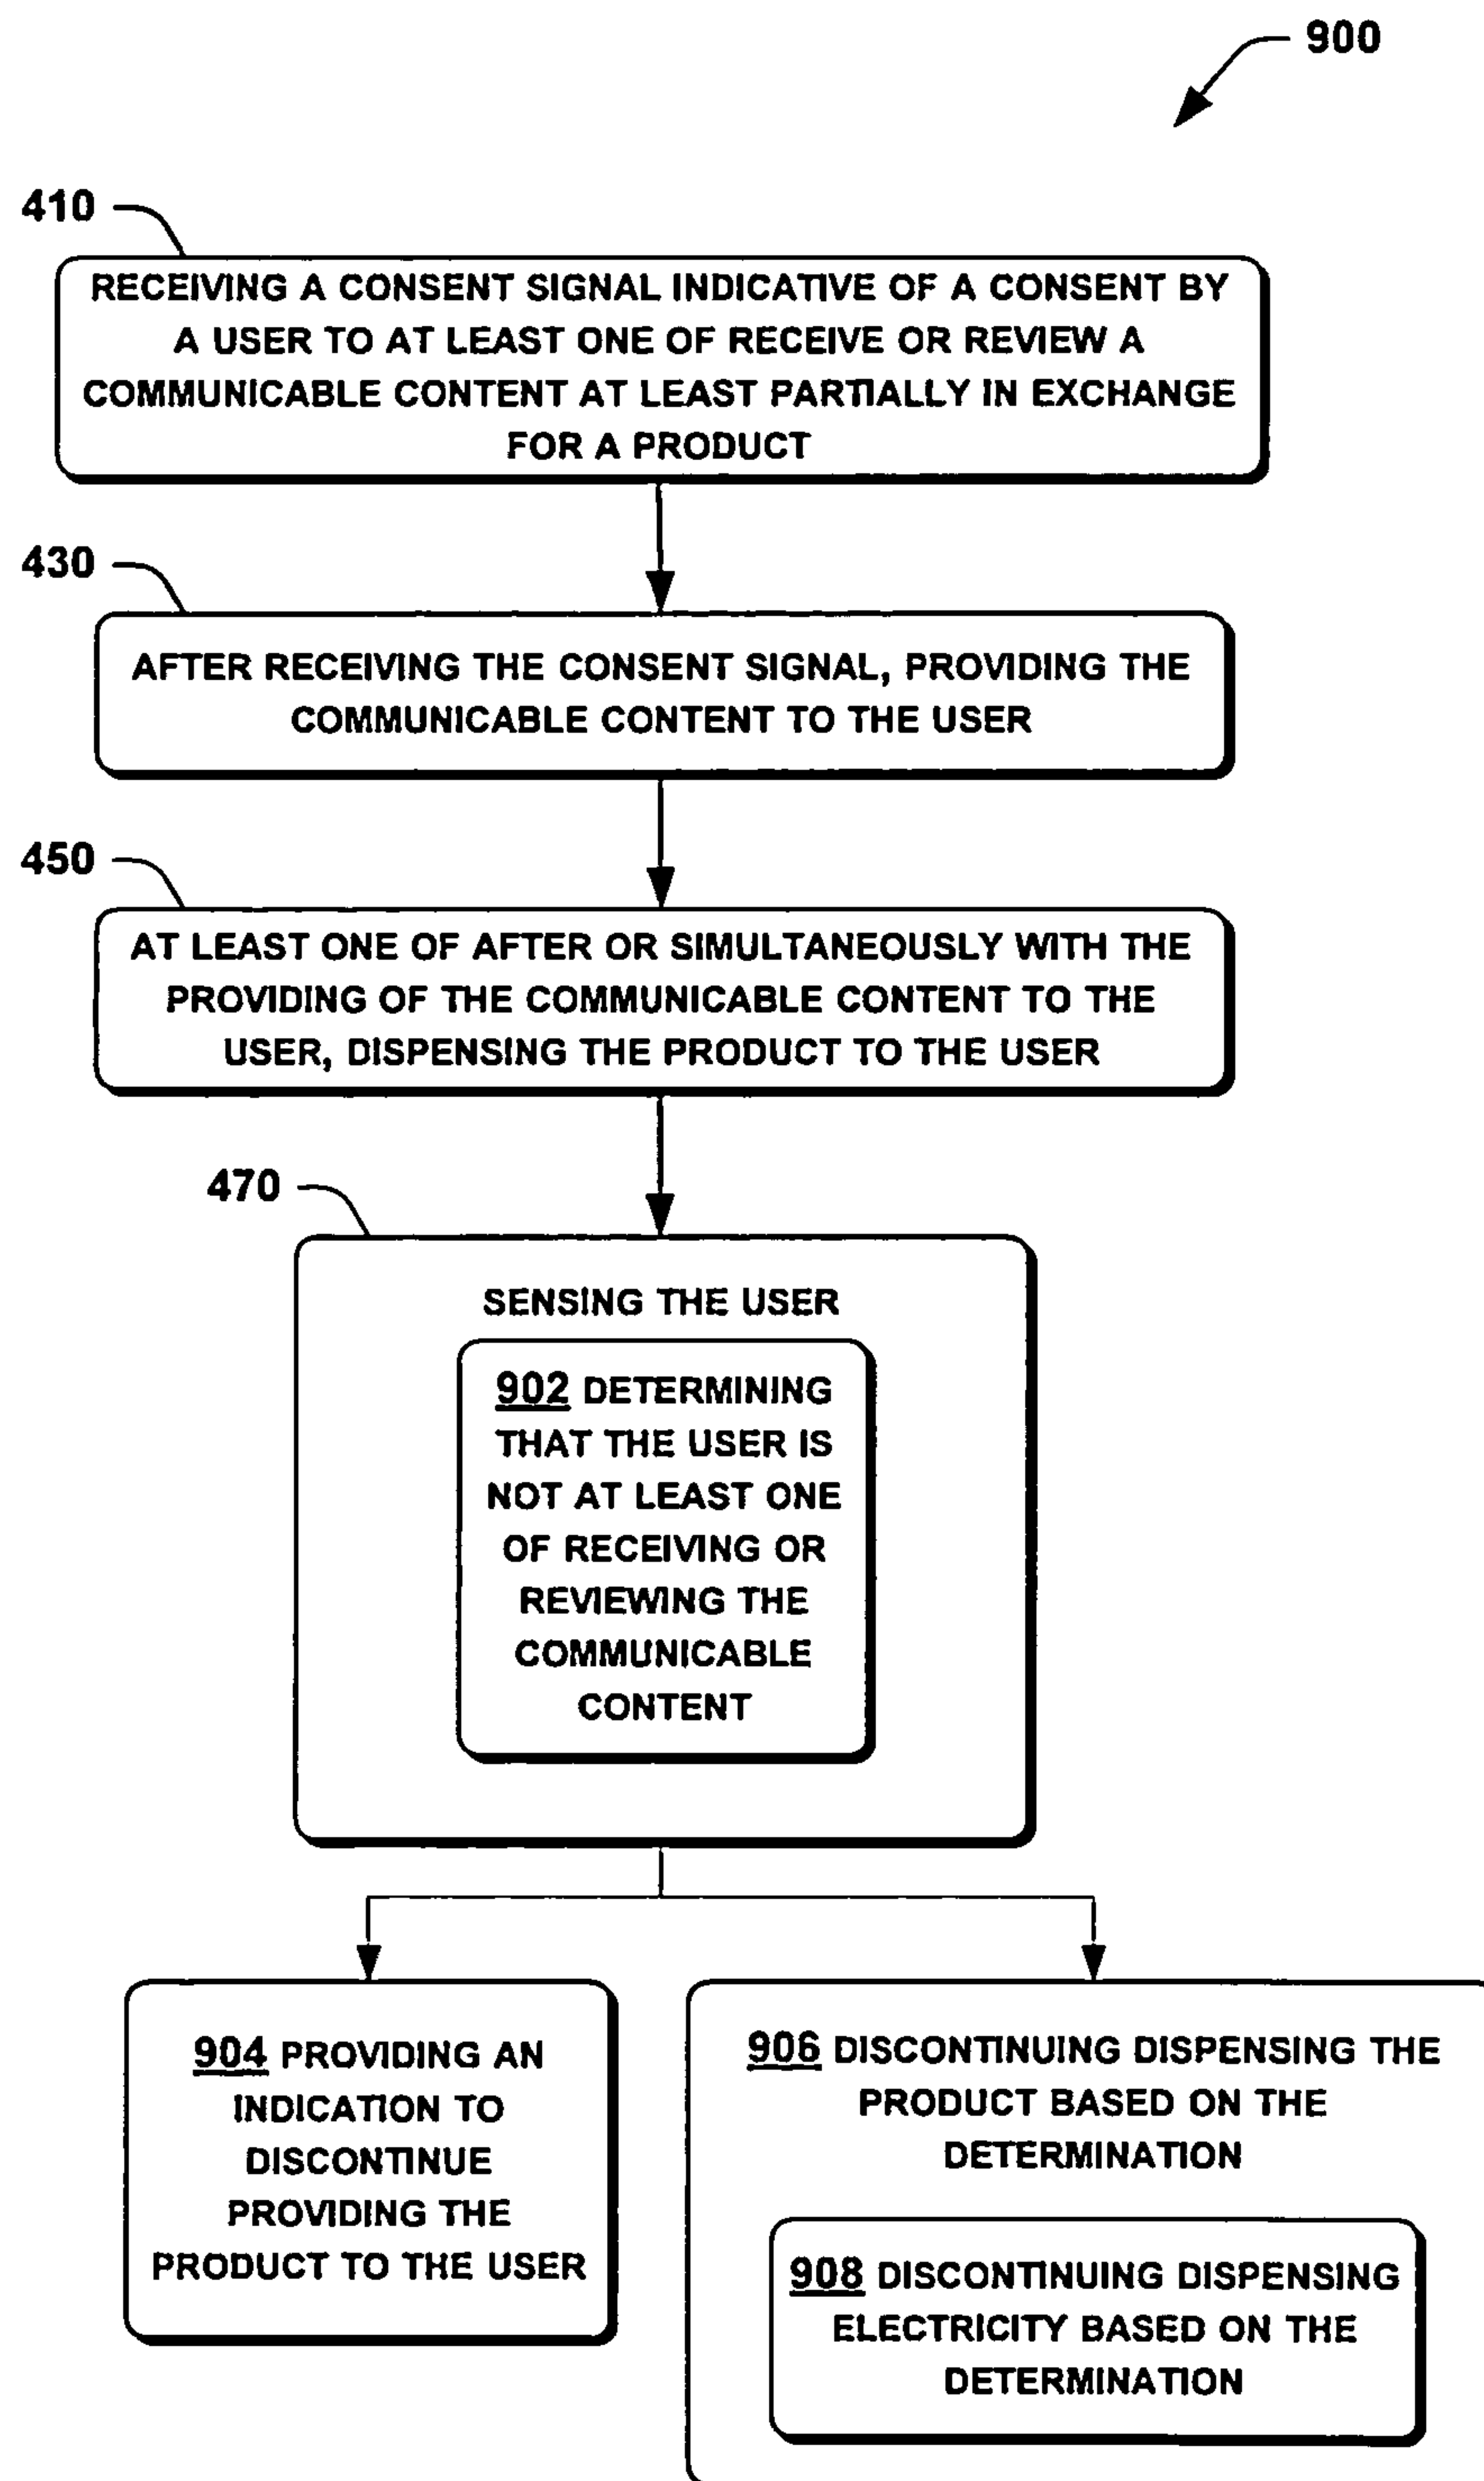 900
410
RECEIVING A CONSENT SIGNAL INDICATIVE OF A CONSENT BY
A USER TO AT LEAST ONE OF RECEIVE OR REVIEW A
COMMUNICABLE CONTENT AT LEAST PARTIALLY IN EXCHANGE
FOR A PRODUCT
430
AFTER RECEIVING THE CONSENT SIGNAL, PROVIDING THE
COMMUNICABLE CONTENT TO THE USER
450
AT LEAST ONE OF AFTER OR SIMULTANEOUSLY WITH THE
PROVIDING OF THE COMMUNICABLE CONTENT TO THE
USER, DISPENSING THE PRODUCT TO THE USER
470
SENSING THE USER
902 DETERMINING
THAT THE USER IS
NOT AT LEAST ONE
OF RECEIVING OR
REVIEWING THE
COMMUNICABLE
CONTENT
904 PROVIDING AN
INDICATION TO
DISCONTINUE
PROVIDING THE
PRODUCT TO THE USER
906 DISCONTINUING DISPENSING THE
PRODUCT BASED ON THE
DETERMINATION
908 DISCONTINUING DISPENSING
ELECTRICITY BASED ON THE
DETERMINATION